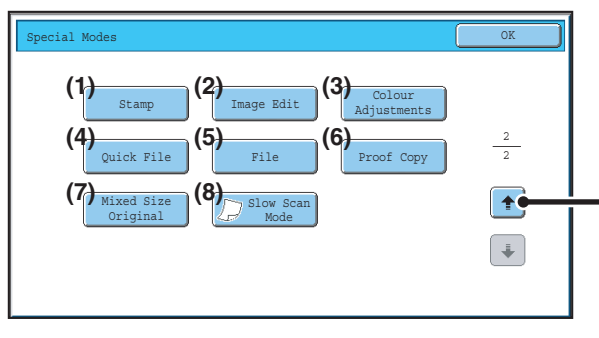 Special Modes
OK
(1) Stamp
(2) Image Edit
(3) Colour
Adjustments
(4) Quick File
(5) File
(6) Proof Copy
2
2
(7) Mixed Size
Original
(8) Slow Scan
Mode